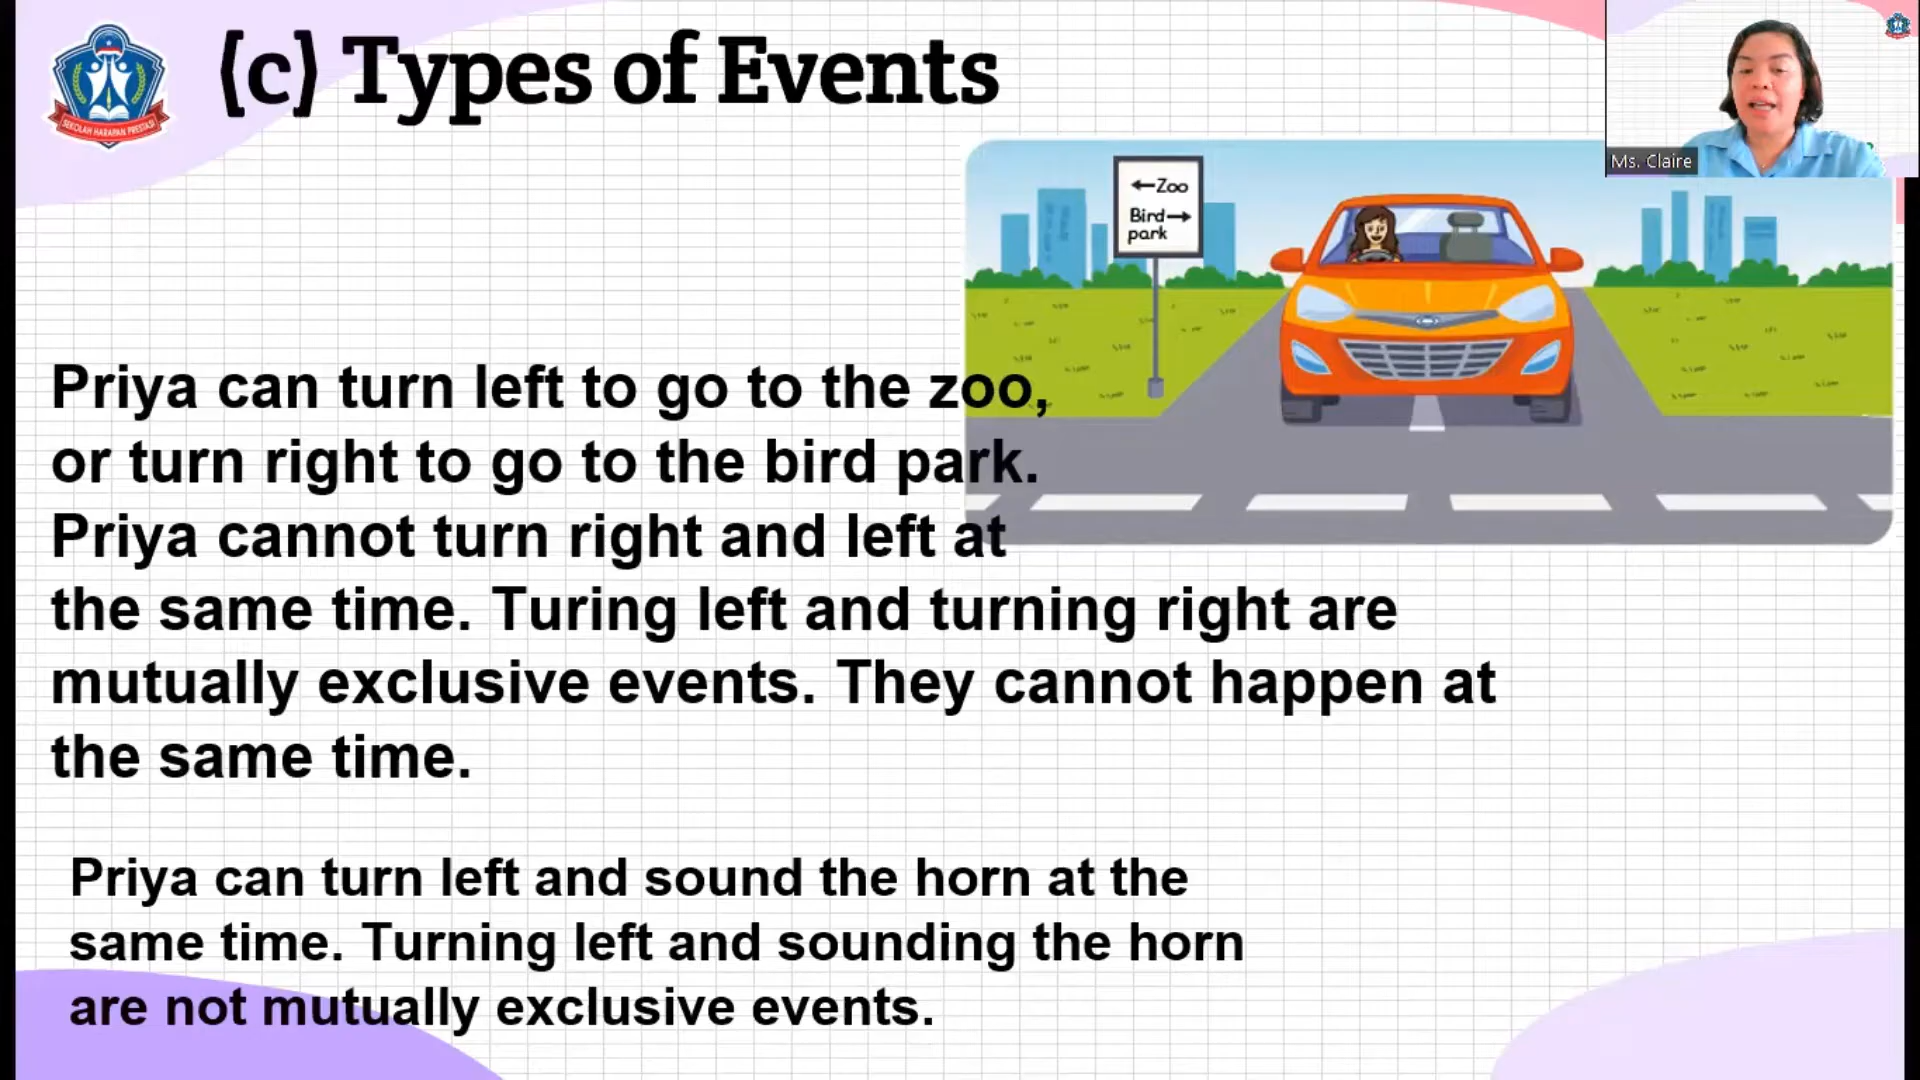 (c) Types of Events
SEKOLAH HARAPAN PRESTASI
Ms. Claire
←Zoo
Bird→
park
Priya can turn left to go to the zoo,
or turn right to go to the bird park.
Priya cannot turn right and left at
the same time. Turing left and turning right are
mutually exclusive events. They cannot happen at
the same time.
Priya can turn left and sound the horn at the
same time. Turning left and sounding the horn
are not mutually exclusive events.